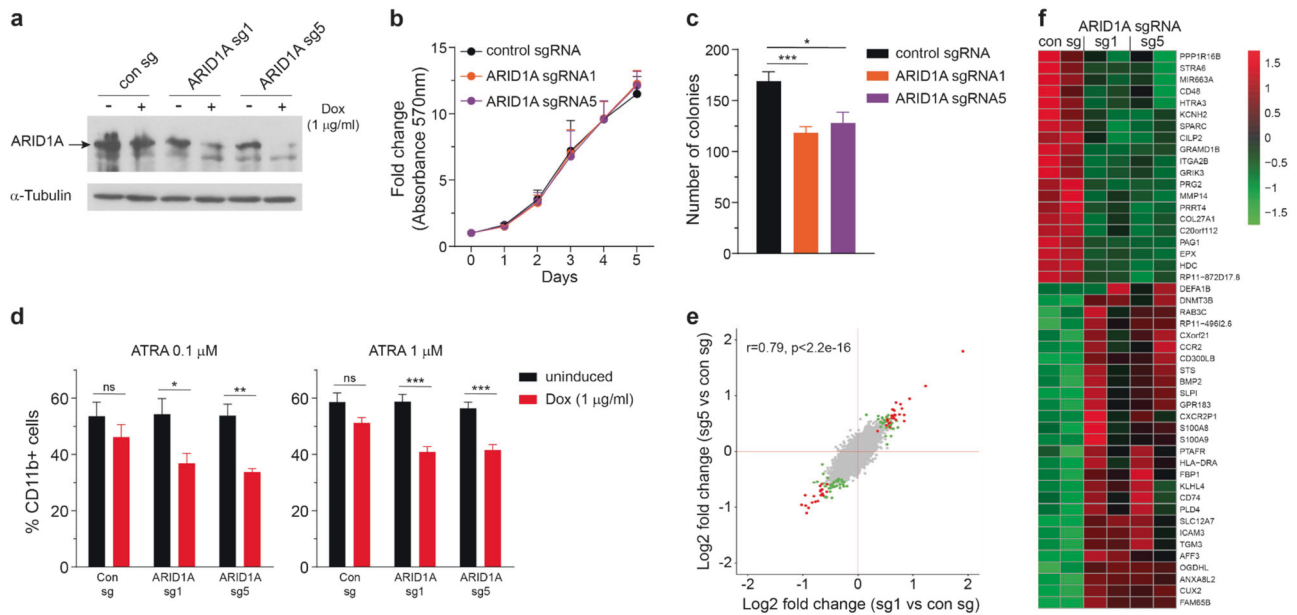 a
con sg
ARID1A sg1
ARID1A sg5
- + - + - +
Dox
(1 μg/ml)
ARID1A
α-Tubulin
b
Fold change
(Absorbance 570nm)
15
10
5
0
0 1 2 3 4 5
Days
control sgRNA
ARID1A sgRNA1
ARID1A sgRNA5
c
Number of colonies
200
150
100
50
0
*
***
control sgRNA
ARID1A sgRNA1
ARID1A sgRNA5
d
ATRA 0.1 μM
% CD11b+ cells
60
40
20
0
ns * **
Con sg
ARID1A sg1
ARID1A sg5
ATRA 1 μM
60
40
20
0
ns *** ***
Con sg
ARID1A sg1
ARID1A sg5
uninduced
Dox (1 μg/ml)
e
r=0.79, p<2.2e-16
Log2 fold change (sg5 vs con sg)
2
1
0
-1
-2
-2 -1 0 1 2
Log2 fold change (sg1 vs con sg)
f
ARID1A sgRNA
con sg sg1 sg5
PPP1R16B
STRA6
MIR663A
CD48
HTRA3
KCNH2
SPARC
CILP2
GRAMD1B
ITGA2B
GRIK3
PRG2
MMP14
PRRT4
COL27A1
C20orf112
PAG1
EPX
HDC
RP11-872D17.8
DEFA1B
DNMT3B
RAB3C
RP11-496I2.6
CXorf21
CCR2
CD300LB
STS
BMP2
SLPI
GPR183
CXCR2P1
S100A8
S100A9
PTAFR
HLA-DRA
FBP1
KLHL4
CD74
PLD4
SLC12A7
ICAM3
TGM3
AFF3
OGDHL
ANXA8L2
CUX2
FAM65B
1.5
1
0.5
0
-0.5
-1
-1.5